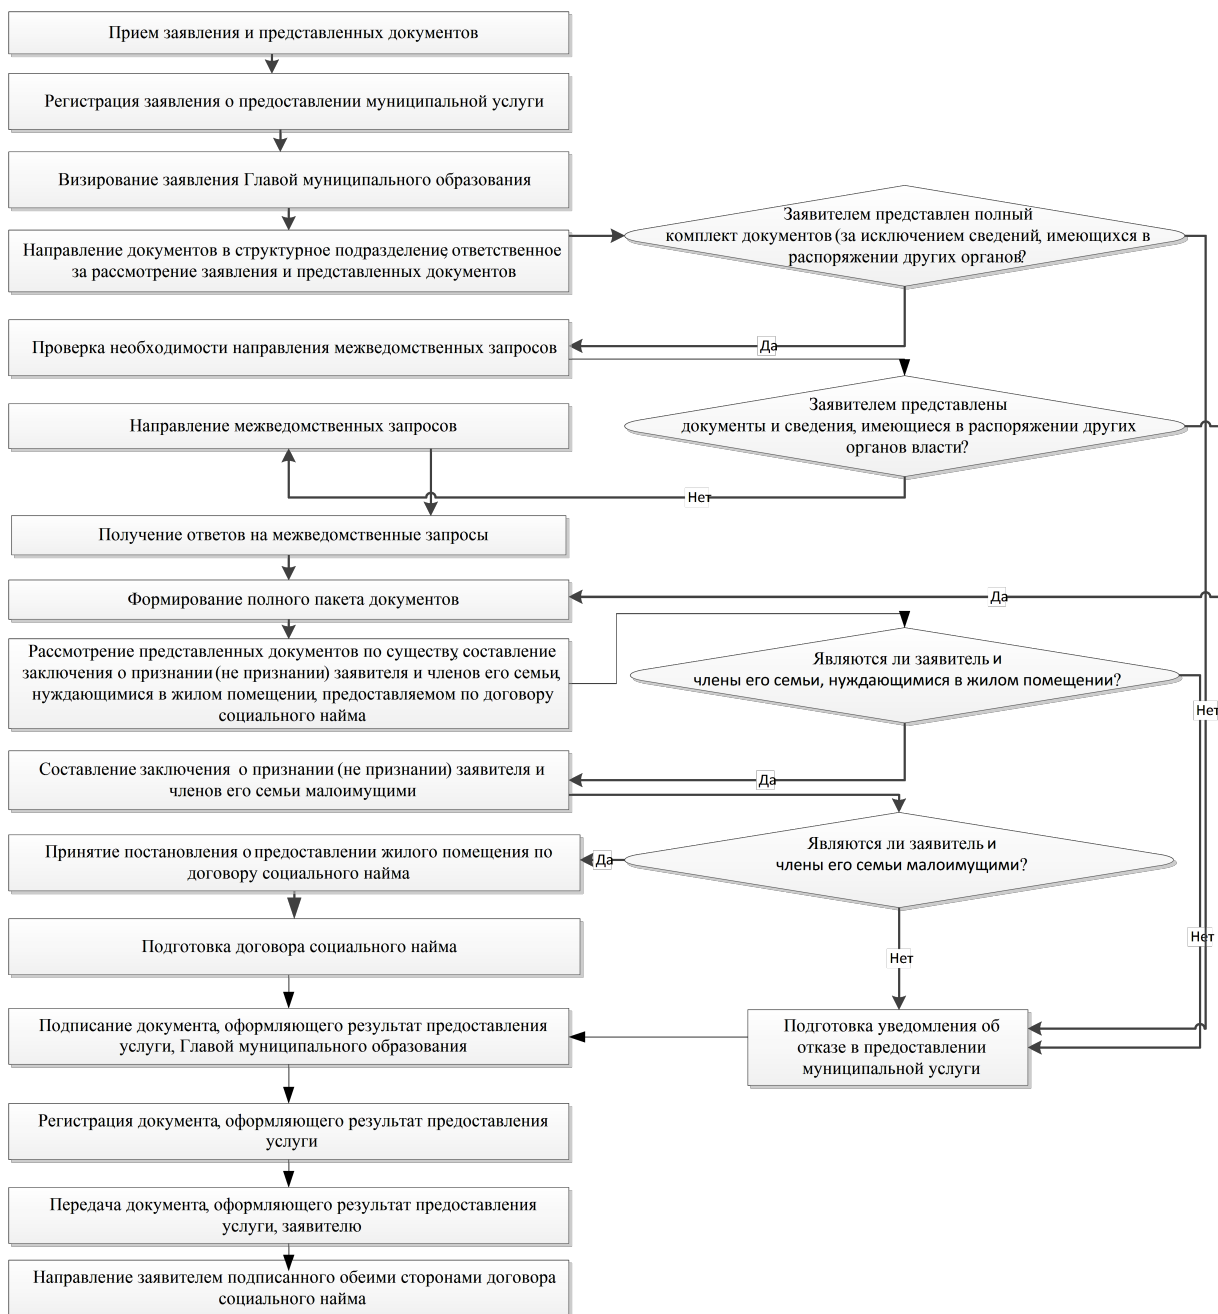 Прием заявления и представленных документов
Регистрация заявления о предоставлении муниципальной услуги
Визирование заявления Главой муниципального образования
Направление документов в структурное подразделение, ответственное
за рассмотрение заявления и представленных документов
Заявителем представлен полный
комплект документов (за исключением сведений, имеющихся в
распоряжении других органов?
Да
Проверка необходимости направления межведомственных запросов
Заявителем представлены
документы и сведения, имеющиеся в распоряжении других
органов власти?
Направление межведомственных запросов
Нет
Получение ответов на межведомственные запросы
Формирование полного пакета документов
Да
Рассмотрение представленных документов по существу, составление
заключения о признании (не признании) заявителя и членов его семьи,
нуждающимися в жилом помещении, предоставляемом по договору
социального найма
Являются ли заявитель и
члены его семьи, нуждающимися в жилом помещении?
Нет
Составление заключения о признании (не признании) заявителя и
членов его семьи малоимущими
Да
Являются ли заявитель и
члены его семьи малоимущими?
Да
Принятие постановления о предоставлении жилого помещения по
договору социального найма
Подготовка договора социального найма
Нет
Нет
Подписание документа, оформляющего результат предоставления
услуги, Главой муниципального образования
Подготовка уведомления об
отказе в предоставлении
муниципальной услуги
Регистрация документа, оформляющего результат предоставления
услуги
Передача документа, оформляющего результат предоставления
услуги, заявителю
Направление заявителем подписанного обеими сторонами договора
социального найма